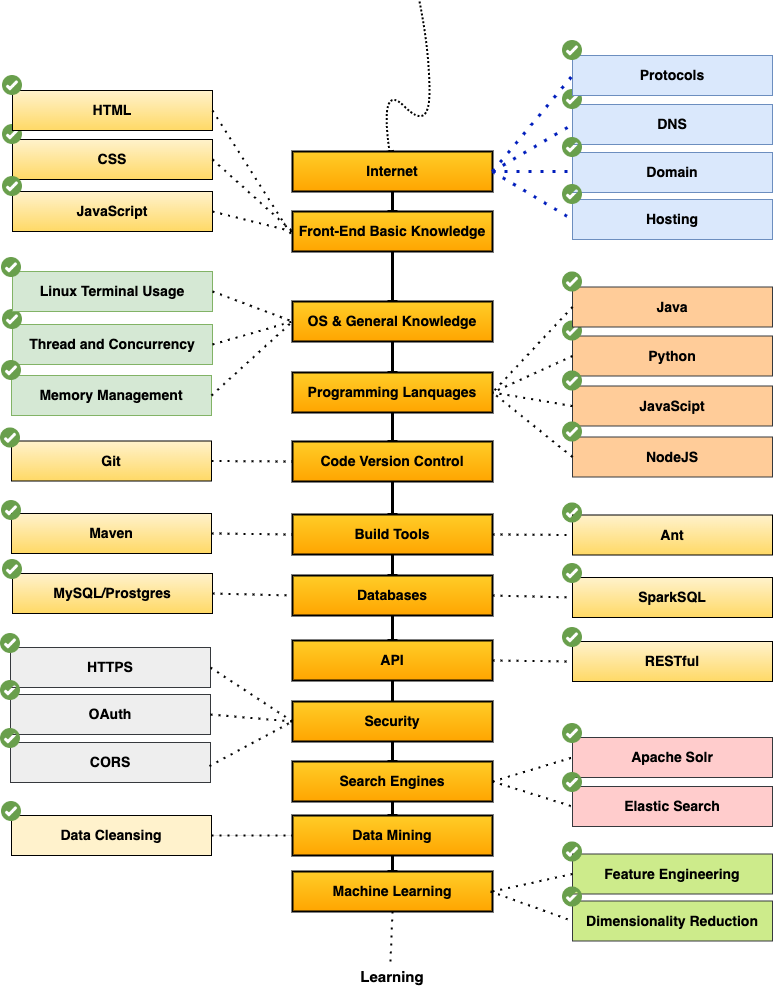 Protocols
HTML
DNS
CSS
Internet
Domain
JavaScript
Hosting
Front-End Basic Knowledge
Linux Terminal Usage
Java
OS & General Knowledge
Thread and Concurrency
Python
Memory Management
Programming Lanquages
JavaScipt
Git
Code Version Control
NodeJS
Maven
Build Tools
Ant
MySQL/Prostgres
Databases
SparkSQL
HTTPS
API
RESTful
OAuth
Security
CORS
Apache Solr
Search Engines
Elastic Search
Data Cleansing
Data Mining
Feature Engineering
Machine Learning
Dimensionality Reduction
Learning